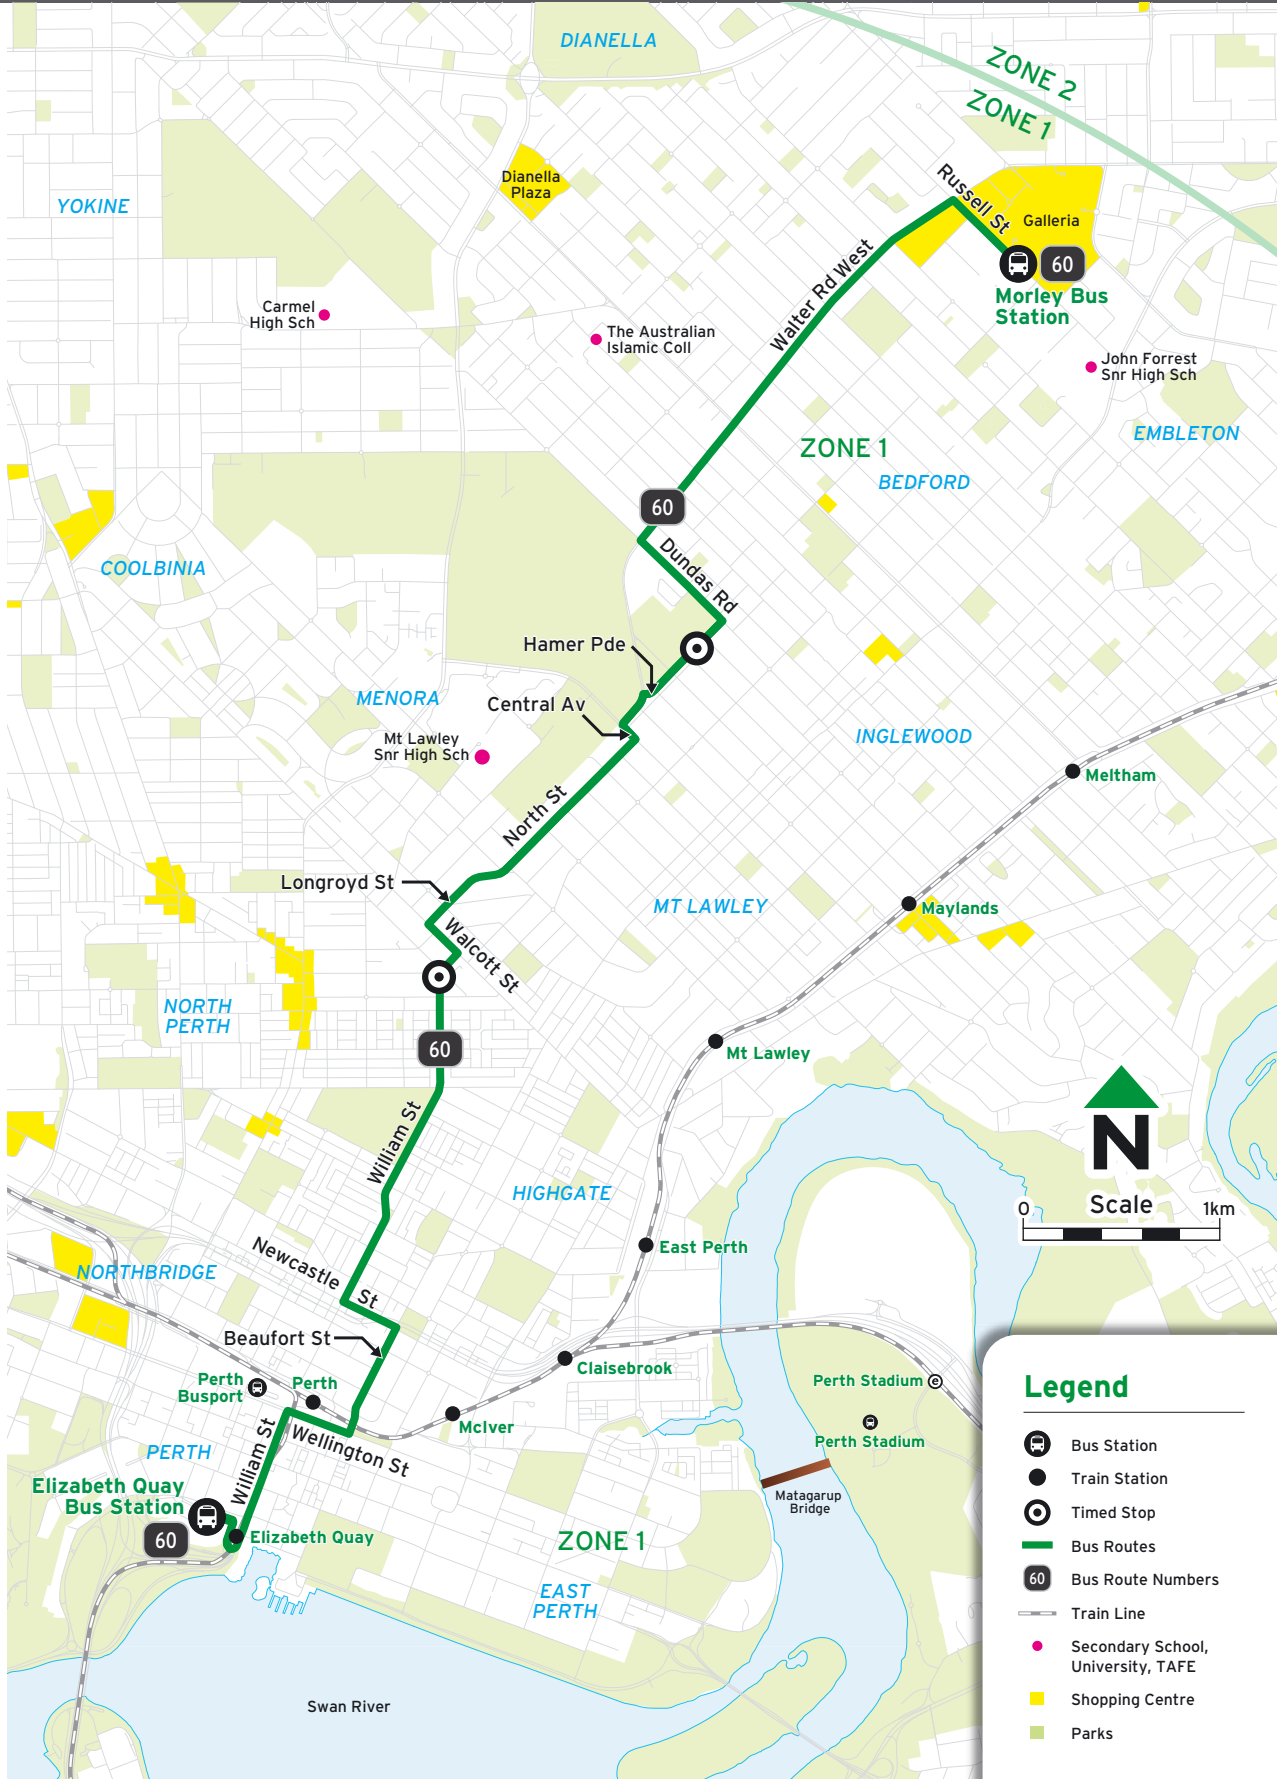 DIANELLA
ZONE 2
ZONE 1
Dianella
Plaza
YOKINE
Russell St
Galleria
60
Morley Bus
Station
Walter Rd West
Carmel
High Sch
The Australian
Islamic Coll
John Forrest
Snr High Sch
EMBLETON
ZONE 1
BEDFORD
60
COOLBINIA
Dundas Rd
Hamer Pde
MENORA
Central Av
Mt Lawley
Snr High Sch
INGLEWOOD
Meltham
North St
Longroyd St
MT LAWLEY
Maylands
Walcott St
NORTH
PERTH
60
Mt Lawley
N
William St
HIGHGATE
Scale
0
1km
East Perth
Newcastle St
NORTHBRIDGE
Beaufort St
Claisebrook
Perth
Busport
Perth
Perth Stadium
e
McIver
Perth Stadium
Wellington St
PERTH
William St
Elizabeth Quay
Bus Station
60
Elizabeth Quay
Matagarup
Bridge
ZONE 1
EAST
PERTH
Swan River
Legend
Bus Station
Train Station
Timed Stop
Bus Routes
60
Bus Route Numbers
Train Line
Secondary School,
University, TAFE
Shopping Centre
Parks